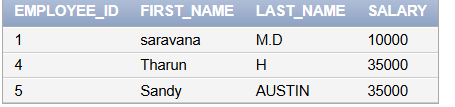 EMPLOYEE_ID FIRST_NAME LAST_NAME SALARY
1 saravana M.D 10000
4 Tharun H 35000
5 Sandy AUSTIN 35000